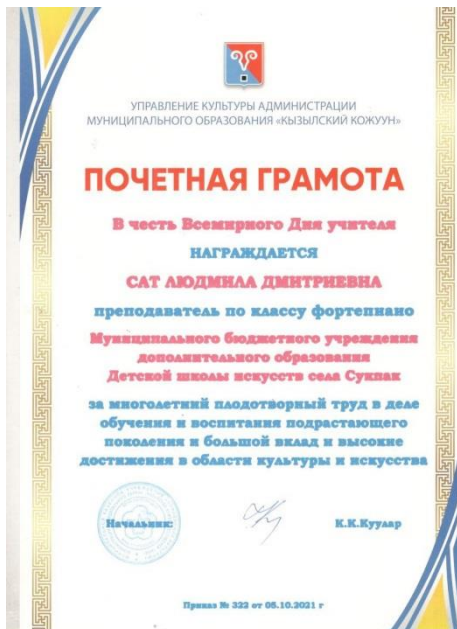 УПРАВЛЕНИЕ КУЛЬТУРЫ АДМИНИСТРАЦИИ
МУНИЦИПАЛЬНОГО ОБРАЗОВАНИЯ «КЫЗЫЛСКИЙ КОЖУУН»
ПОЧЕТНАЯ ГРАМОТА
В честь Всемирного Дня учителя
НАГРАЖДАЕТСЯ
САТ ЛЮДМИЛА ДМИТРИЕВНА
преподаватель по классу фортепиано
Муниципального бюджетного учреждения
дополнительного образования
Детской школы искусств села Сукпак
за многолетний плодотворный труд в деле
обучения и воспитания подрастающего
поколения и большой вклад и высокие
достижения в области культуры и искусства
Начальник:
К.К.Куулар
Приказ № 322 от 05.10.2021 г